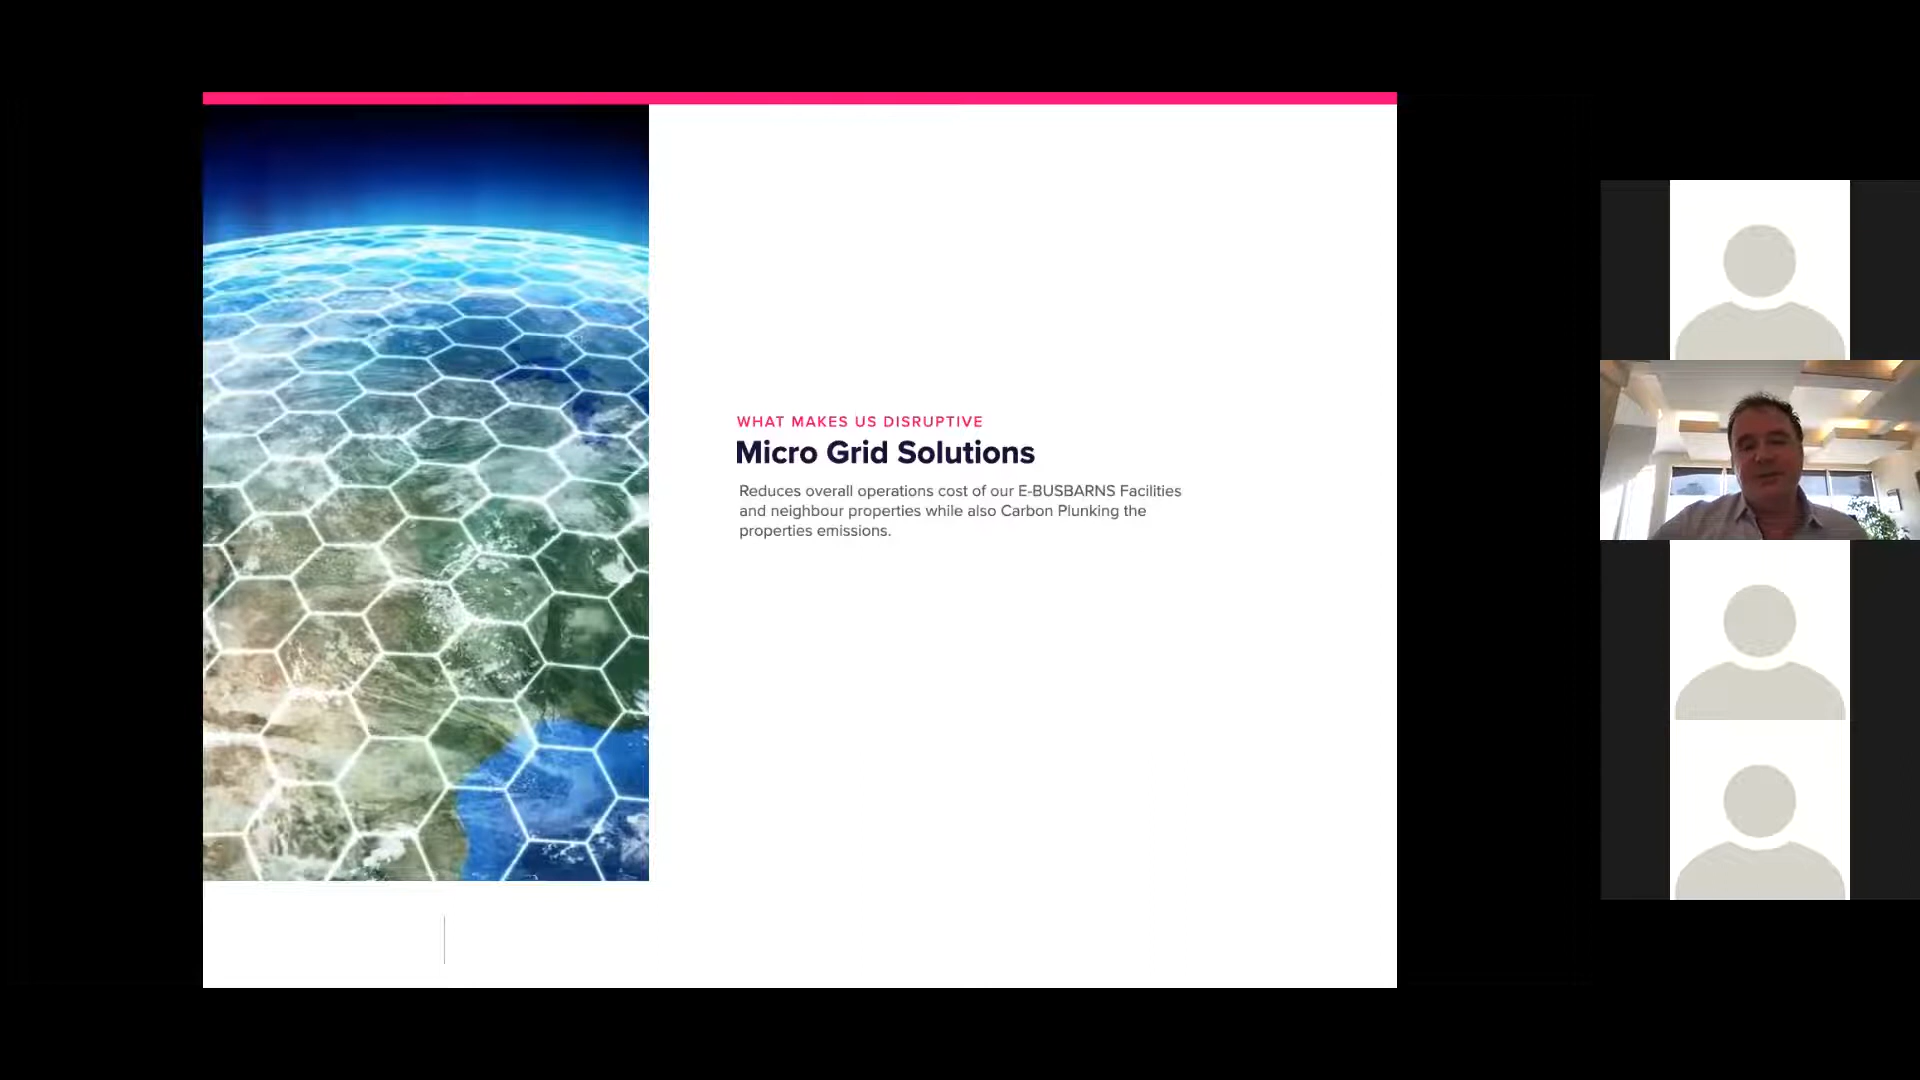 WHAT MAKES US DISRUPTIVE
Micro Grid Solutions
Reduces overall operations cost of our E-BUSBARNS Facilities
and neighbour properties while also Carbon Plunking the
properties emissions.